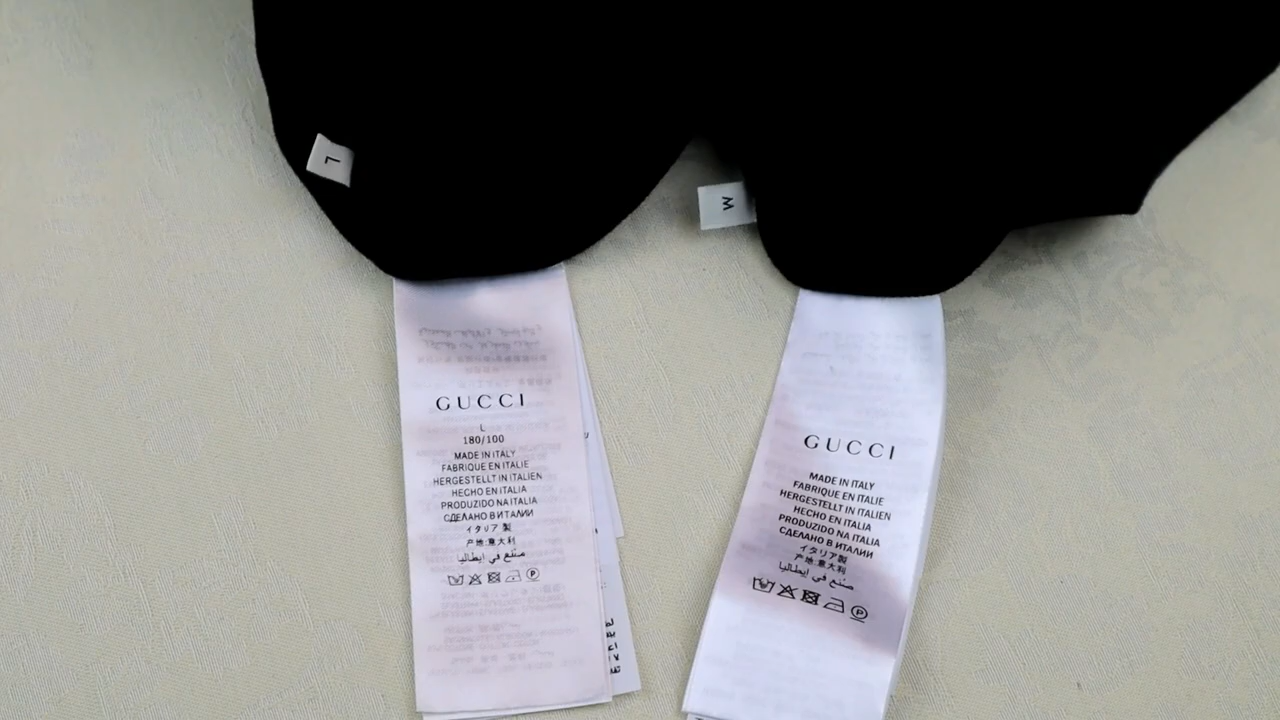 L
M
GUCCI
L
180/100
MADE IN ITALY
FABRIQUE EN ITALIE
HERGESTELLT IN ITALIEN
HECHO EN ITALIA
PRODUZIDO NA ITALIA
СДЕЛАНО В ИТАЛИИ
イタリア製
产地:意大利
صنع في إيطاليا
P
GUCCI
MADE IN ITALY
FABRIQUE EN ITALIE
HERGESTELLT IN ITALIEN
HECHO EN ITALIA
PRODUZIDO NA ITALIA
СДЕЛАНО В ИТАЛИИ
イタリア製
产地:意大利
صنع في إيطاليا
P